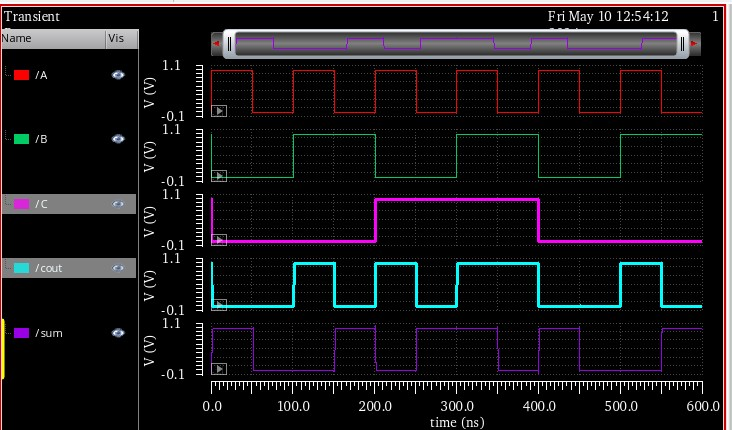 Transient
Fri May 10 12:54:12
1
Name
Vis
/A
/B
/C
/cout
/sum
V (V)
1.1
-0.1
V (V)
1.1
-0.1
V (V)
1.1
-0.1
V (V)
1.1
-0.1
V (V)
1.1
-0.1
0.0 100.0 200.0 300.0 400.0 500.0 600.0
time (ns)